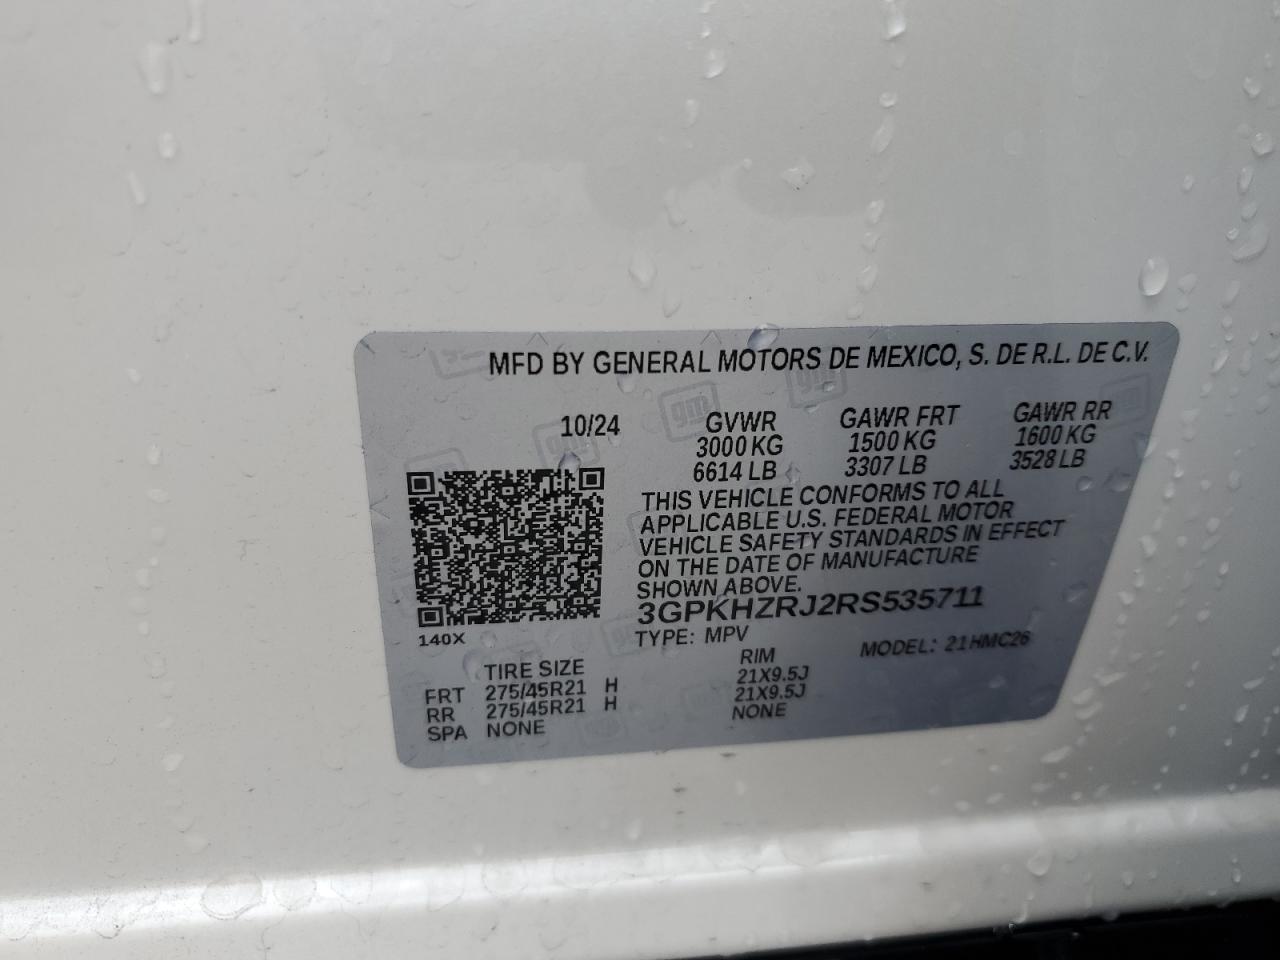 MFD BY GENERAL MOTORS DE MEXICO, S. DE R.L. DE C.V.
10/24 GVWR GAWR FRT GAWR RR
3000 KG 1500 KG 1600 KG
6614 LB 3307 LB 3528 LB
THIS VEHICLE CONFORMS TO ALL
APPLICABLE U.S. FEDERAL MOTOR
VEHICLE SAFETY STANDARDS IN EFFECT
ON THE DATE OF MANUFACTURE
SHOWN ABOVE.
3GPKHZRJ2RS535711
140X TYPE: MPV MODEL: 21HMC26
TIRE SIZE RIM
FRT 275/45R21 H 21X9.5J
RR 275/45R21 H 21X9.5J
SPA NONE NONE
gm
gm
gm